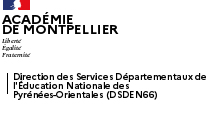 ACADÉMIE
DE MONTPELLIER
Liberté
Égalité
Fraternité
Direction des Services Départementaux de
l'Éducation Nationale des
Pyrénées-Orientales (DSDEN66)